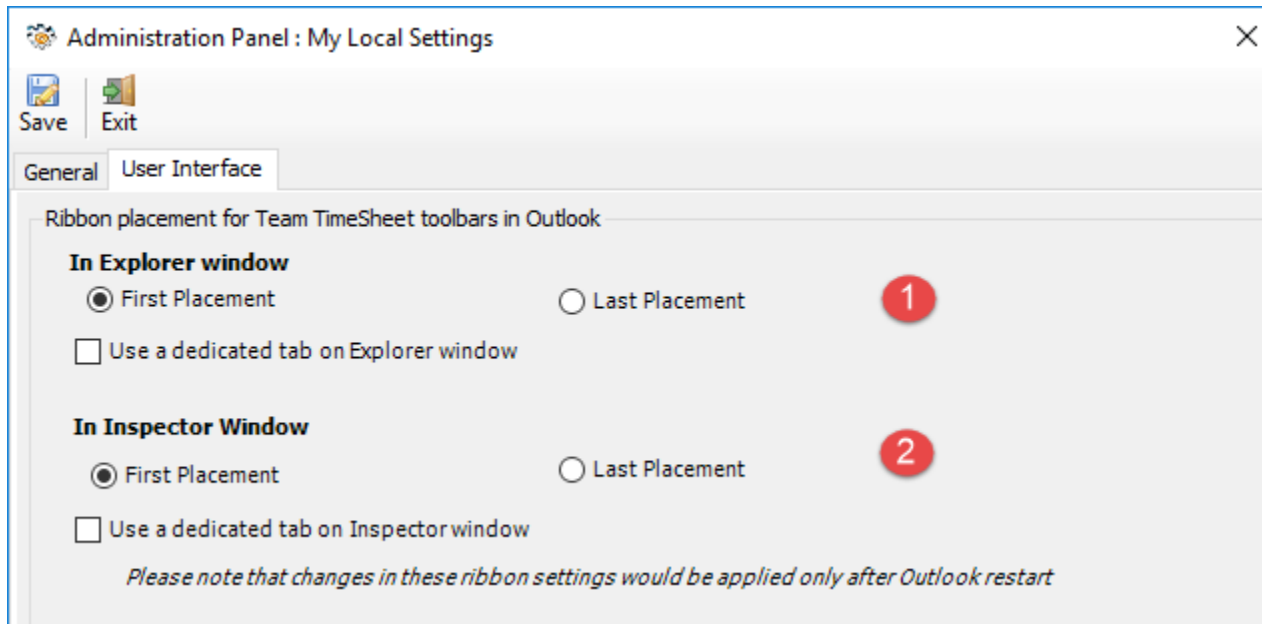 Administration Panel : My Local Settings
Save Exit
General User Interface
Ribbon placement for Team TimeSheet toolbars in Outlook
In Explorer window
First Placement Last Placement 1
Use a dedicated tab on Explorer window
In Inspector Window
First Placement Last Placement 2
Use a dedicated tab on Inspector window
Please note that changes in these ribbon settings would be applied only after Outlook restart